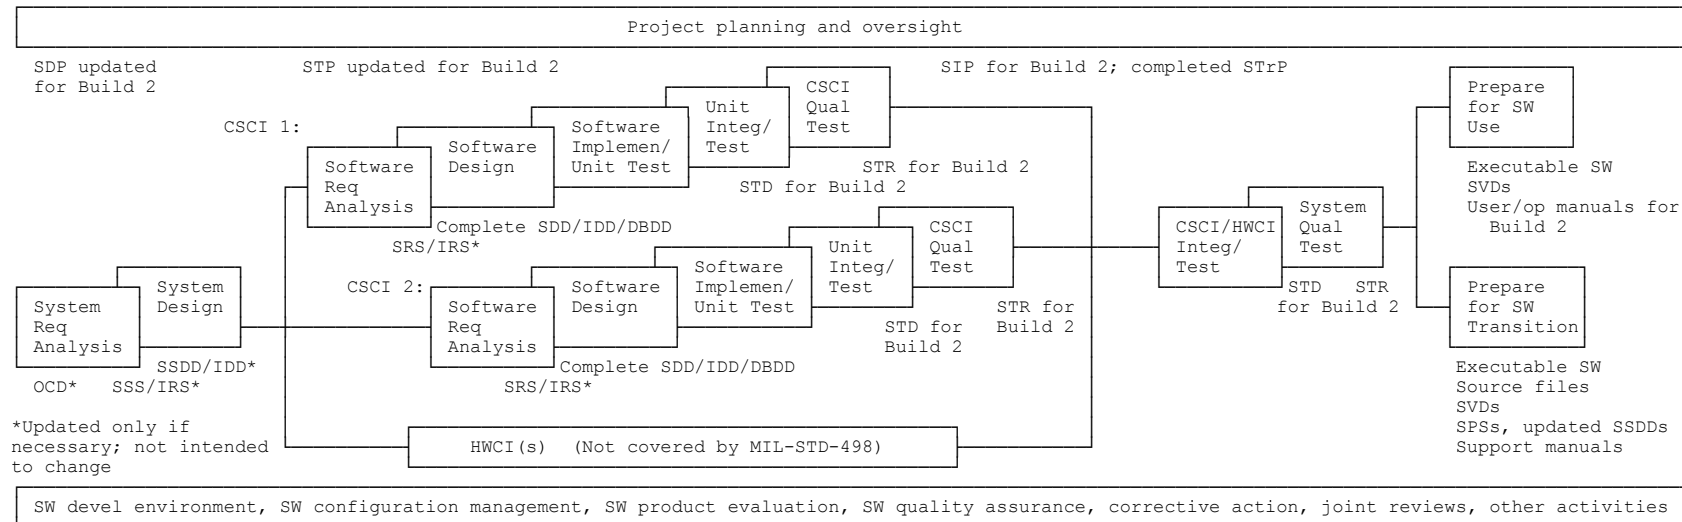 Project planning and oversight
SDP updated
for Build 2
STP updated for Build 2
SIP for Build 2; completed STrP
CSCI 1:
Software
Req
Analysis
SRS/IRS*
Software
Design
Complete SDD/IDD/DBDD
Software
Implemen/
Unit Test
Unit
Integ/
Test
STD for Build 2
CSCI
Qual
Test
STR for Build 2
System
Req
Analysis
OCD*    SSS/IRS*
System
Design
SSDD/IDD*
CSCI 2:
Software
Req
Analysis
SRS/IRS*
Software
Design
Complete SDD/IDD/DBDD
Software
Implemen/
Unit Test
Unit
Integ/
Test
STD for
Build 2
CSCI
Qual
Test
STR for
Build 2
HWCI(s)  (Not covered by MIL-STD-498)
CSCI/HWCI
Integ/
Test
System
Qual
Test
STD    STR
for Build 2
Prepare
for SW
Use
Executable SW
SVDs
User/op manuals for
Build 2
Prepare
for SW
Transition
Executable SW
Source files
SVDs
SPSs, updated SSDDs
Support manuals
*Updated only if
necessary; not intended
to change
SW devel environment, SW configuration management, SW product evaluation, SW quality assurance, corrective action, joint reviews, other activities